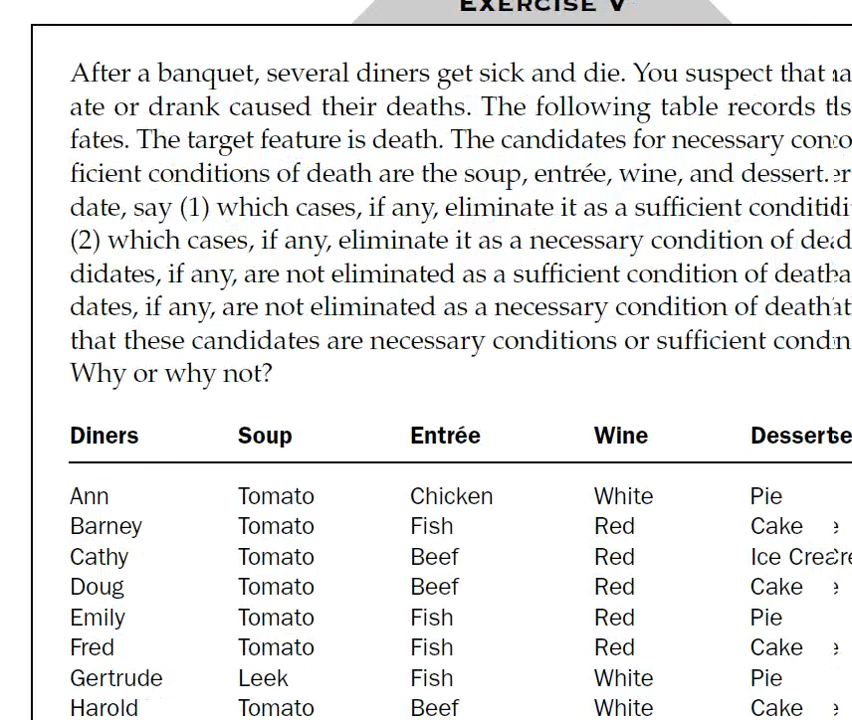 EXERCISE V
After a banquet, several diners get sick and die. You suspect that
ate or drank caused their deaths. The following table records
fates. The target feature is death. The candidates for necessary
ficient conditions of death are the soup, entrée, wine, and dessert.
date, say (1) which cases, if any, eliminate it as a sufficient
(2) which cases, if any, eliminate it as a necessary condition of
didates, if any, are not eliminated as a sufficient condition of
dates, if any, are not eliminated as a necessary condition of
that these candidates are necessary conditions or sufficient
Why or why not?
Diners Soup Entrée Wine Dessert
Ann Tomato Chicken White Pie
Barney Tomato Fish Red Cake
Cathy Tomato Beef Red Ice
Doug Tomato Beef Red Cake
Emily Tomato Fish Red Pie
Fred Tomato Fish Red Cake
Gertrude Leek Fish White Pie
Harold Tomato Beef White Cake